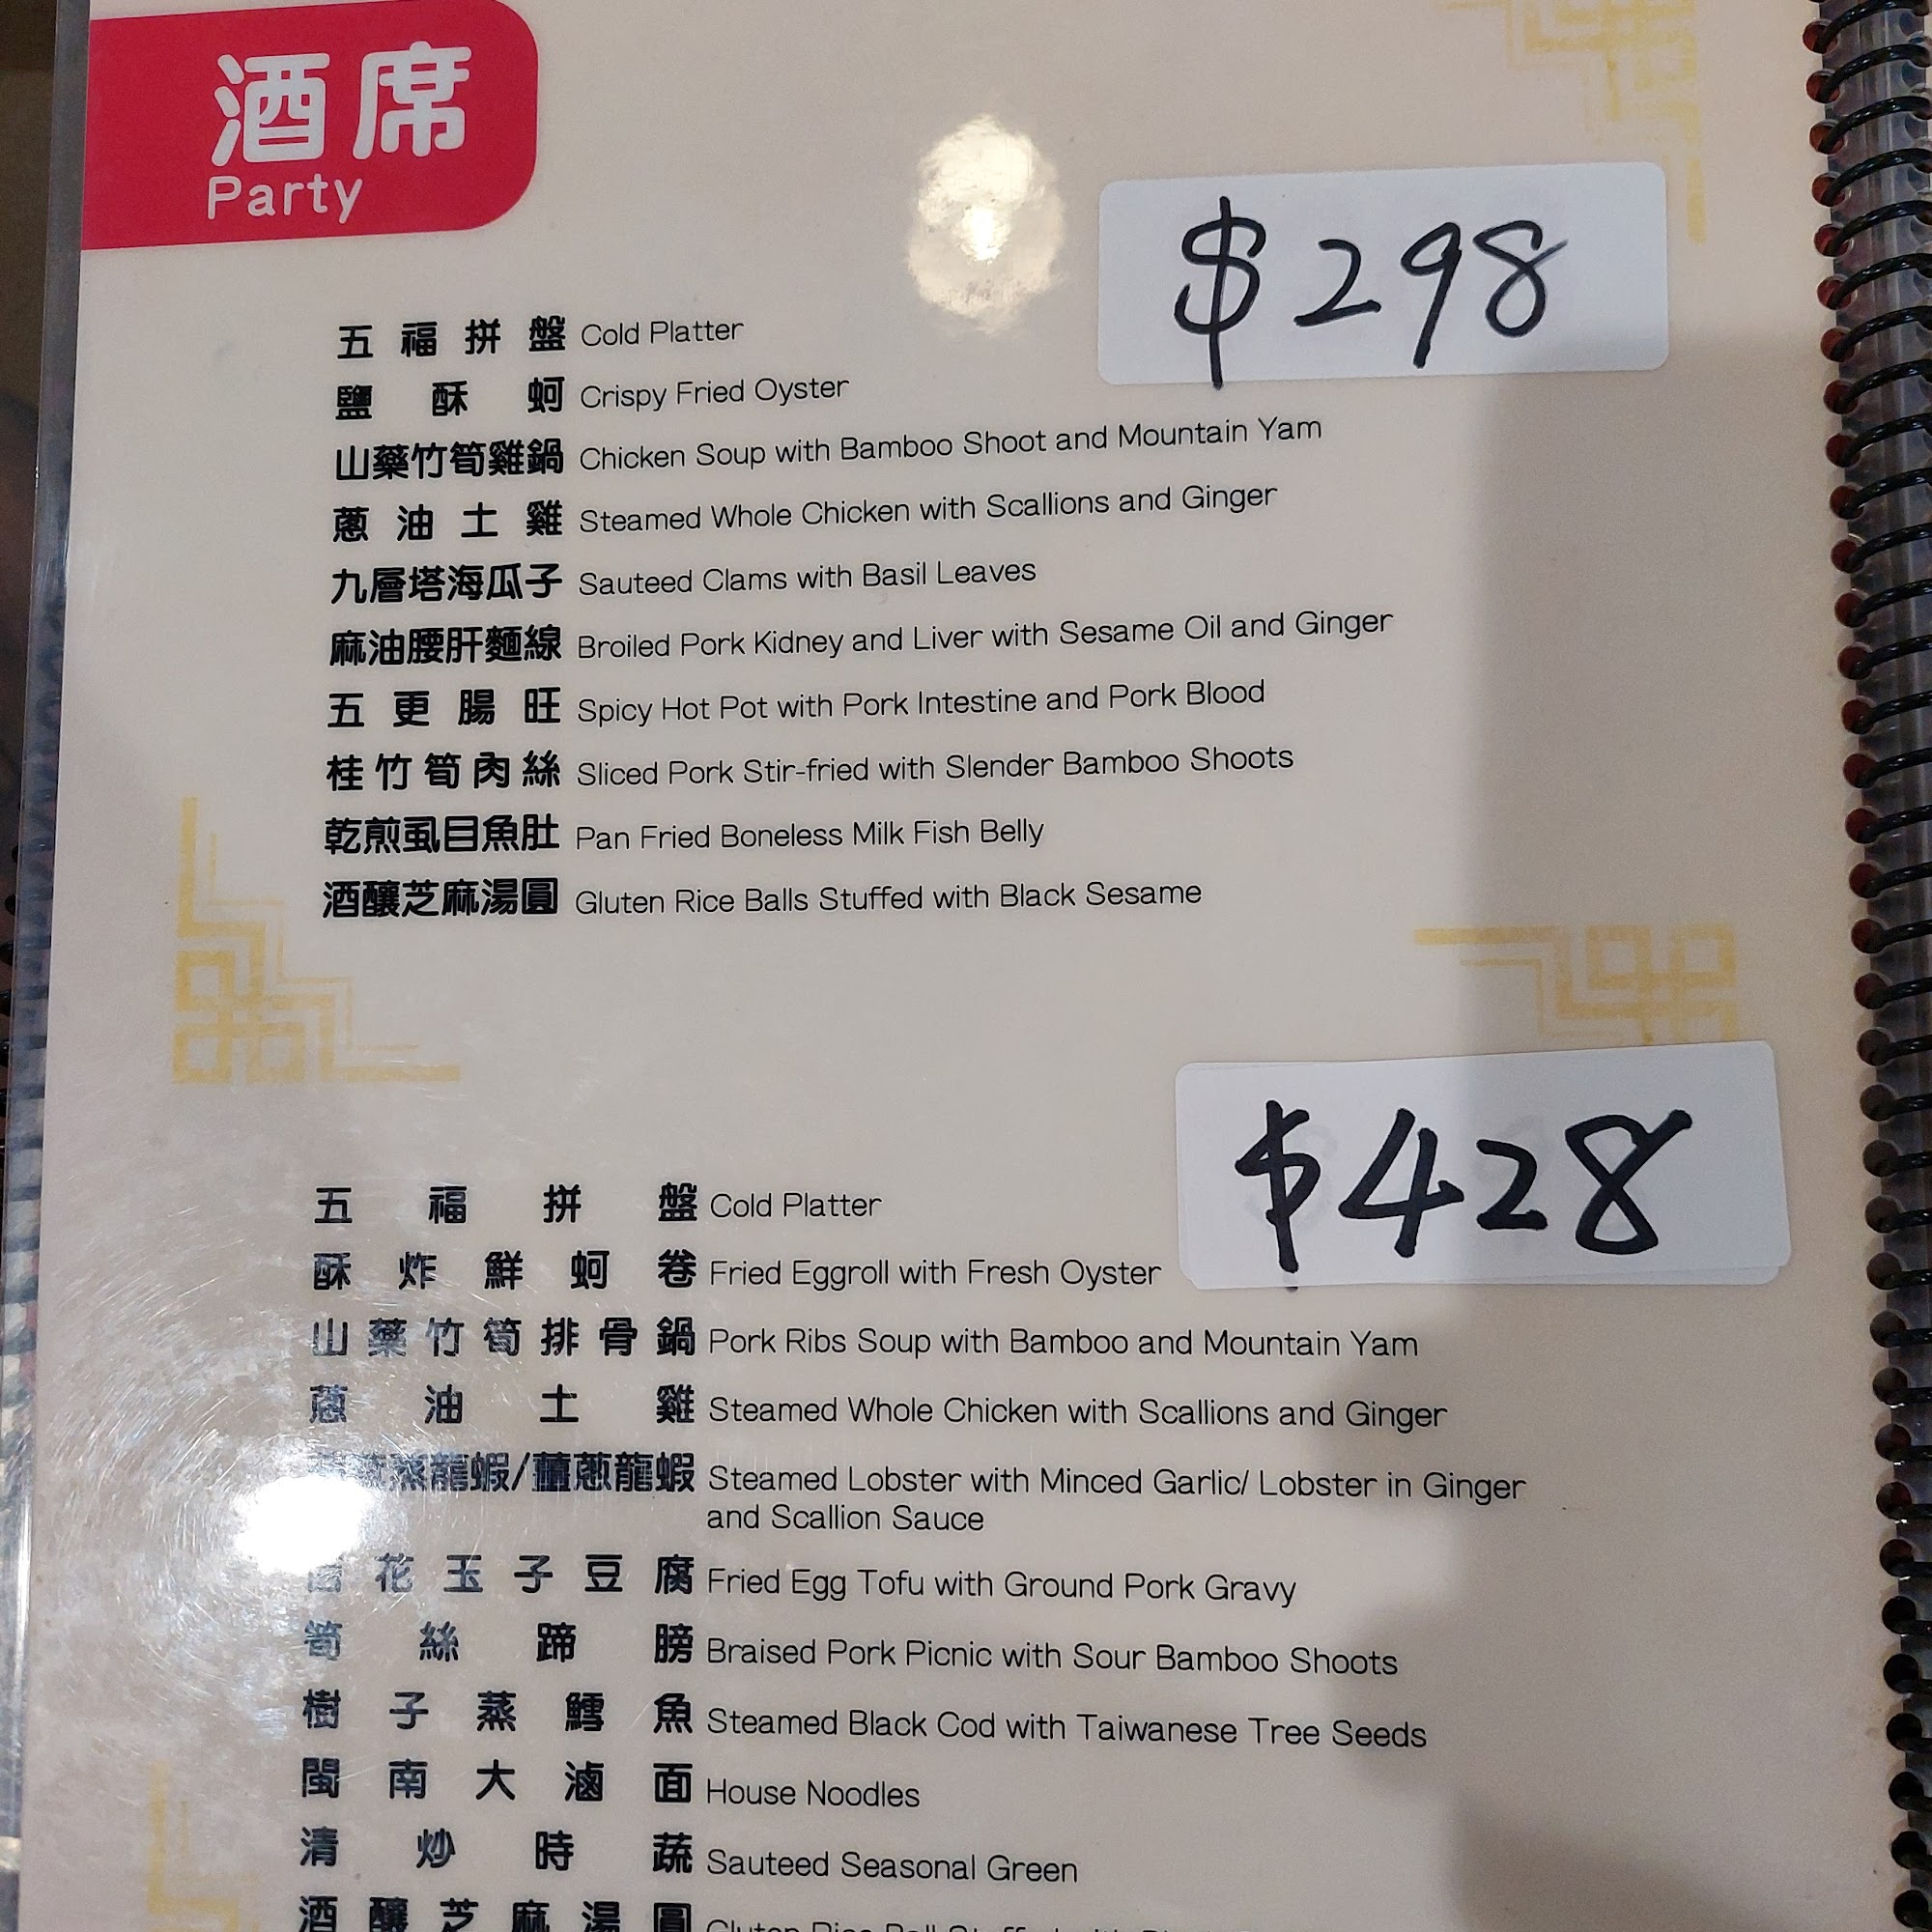 酒席
Party
$298
五福拼盤 Cold Platter
鹽酥蚵 Crispy Fried Oyster
山藥竹筍雞鍋 Chicken Soup with Bamboo Shoot and Mountain Yam
蔥油土雞 Steamed Whole Chicken with Scallions and Ginger
九層塔海瓜子 Sauteed Clams with Basil Leaves
麻油腰肝麵線 Broiled Pork Kidney and Liver with Sesame Oil and Ginger
五更腸旺 Spicy Hot Pot with Pork Intestine and Pork Blood
桂竹筍肉絲 Sliced Pork Stir-fried with Slender Bamboo Shoots
乾煎虱目魚肚 Pan Fried Boneless Milk Fish Belly
酒釀芝麻湯圓 Gluten Rice Balls Stuffed with Black Sesame
$428
五福拼盤 Cold Platter
酥炸鮮蚵卷 Fried Eggroll with Fresh Oyster
山藥竹筍排骨鍋 Pork Ribs Soup with Bamboo and Mountain Yam
蔥油土雞 Steamed Whole Chicken with Scallions and Ginger
蒸龍蝦/薑蔥龍蝦 Steamed Lobster with Minced Garlic/ Lobster in Ginger
and Scallion Sauce
花玉子豆腐 Fried Egg Tofu with Ground Pork Gravy
筍絲蹄膀 Braised Pork Picnic with Sour Bamboo Shoots
樹子蒸鱈魚 Steamed Black Cod with Taiwanese Tree Seeds
閩南大滷面 House Noodles
清炒時蔬 Sauteed Seasonal Green
酒釀芝麻湯圓